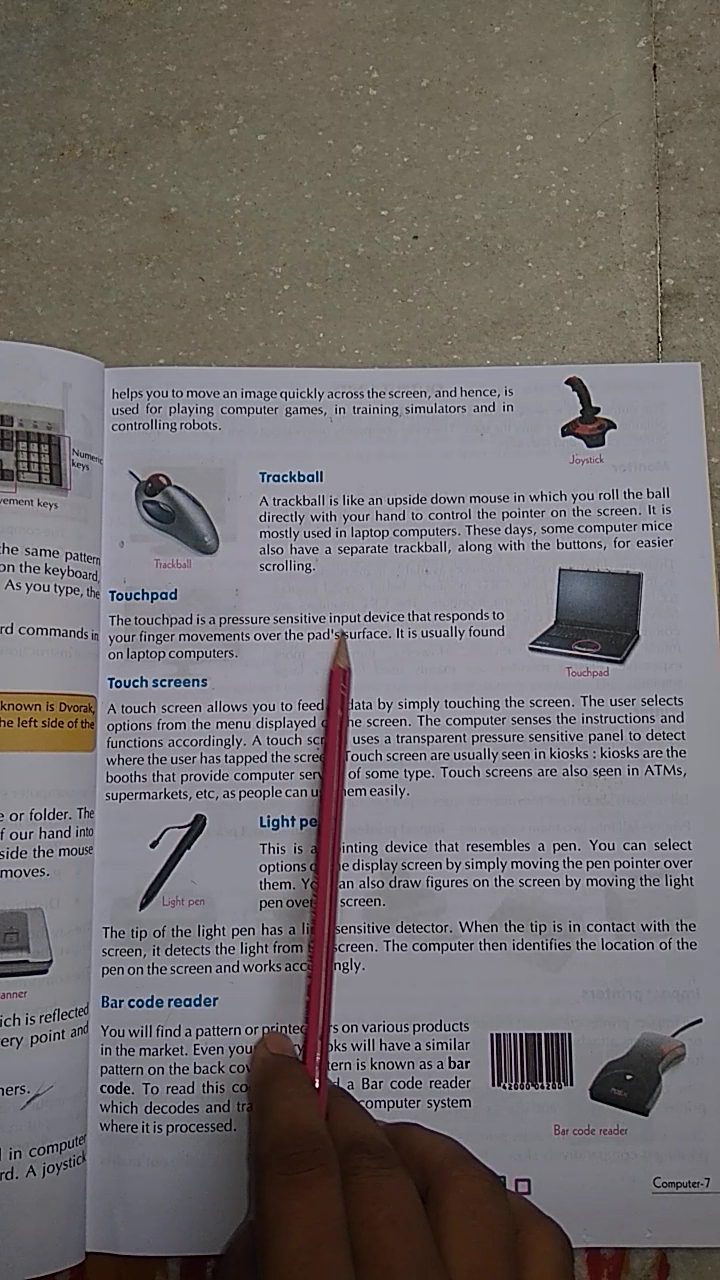 Numeric
keys
vement keys
the same pattern
on the keyboard,
As you type, the
rd commands in
known is Dvorak,
he left side of the
e or folder. The
f our hand into
side the mouse
moves.
anner
ich is reflected
ery point and
ners.
l in computer
rd. A joystick
helps you to move an image quickly across the screen, and hence, is
used for playing computer games, in training simulators and in
controlling robots.
Joystick
Trackball
A trackball is like an upside down mouse in which you roll the ball
directly with your hand to control the pointer on the screen. It is
mostly used in laptop computers. These days, some computer mice
also have a separate trackball, along with the buttons, for easier
scrolling.
Trackball
Touchpad
The touchpad is a pressure sensitive input device that responds to
your finger movements over the pad's surface. It is usually found
on laptop computers.
Touchpad
Touch screens
A touch screen allows you to feed data by simply touching the screen. The user selects
options from the menu displayed the screen. The computer senses the instructions and
functions accordingly. A touch scr uses a transparent pressure sensitive panel to detect
where the user has tapped the scree Touch screen are usually seen in kiosks : kiosks are the
booths that provide computer ser of some type. Touch screens are also seen in ATMs,
supermarkets, etc, as people can u hem easily.
Light pe
This is a inting device that resembles a pen. You can select
options display screen by simply moving the pen pointer over
them. Yo an also draw figures on the screen by moving the light
pen over screen.
Light pen
The tip of the light pen has a li sensitive detector. When the tip is in contact with the
screen, it detects the light from screen. The computer then identifies the location of the
pen on the screen and works acc ngly.
Bar code reader
You will find a pattern or printed s on various products
in the market. Even your oks will have a similar
pattern on the back cov tern is known as a bar
code. To read this co a Bar code reader
which decodes and tra computer system
where it is processed.
Bar code reader
Computer-7